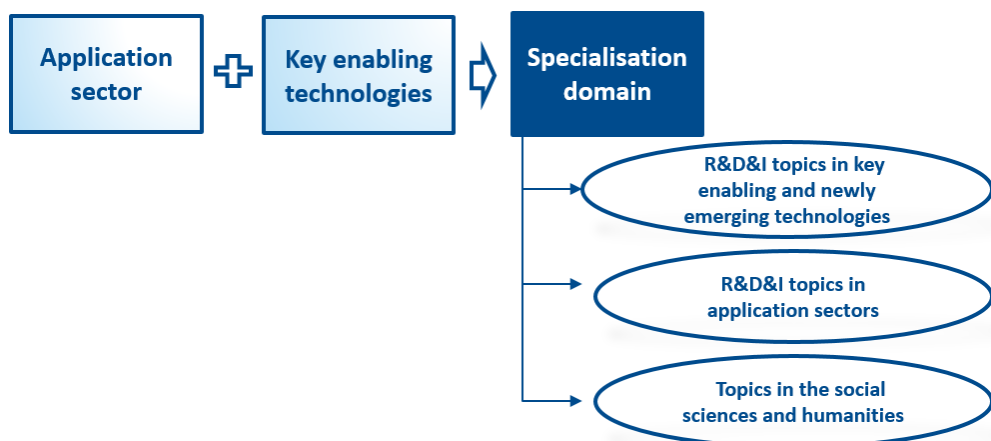 Application
sector
Key enabling
technologies
Specialisation
domain
R&D&I topics in key
enabling and newly
emerging technologies
R&D&I topics in
application sectors
Topics in the social
sciences and humanities